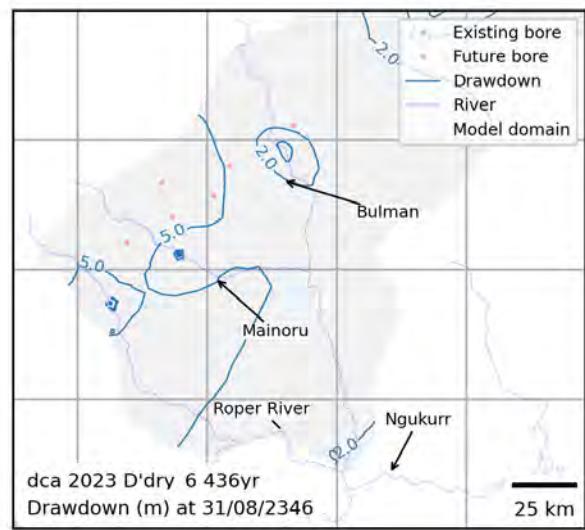 Existing bore
Future bore
Drawdown
River
Model domain
2.0
2.0
Bulman
5.0
5.0
Mainoru
Roper River
Ngukurr
2.0
dca 2023 D'dry 6 436yr
Drawdown (m) at 31/08/2346
25 km